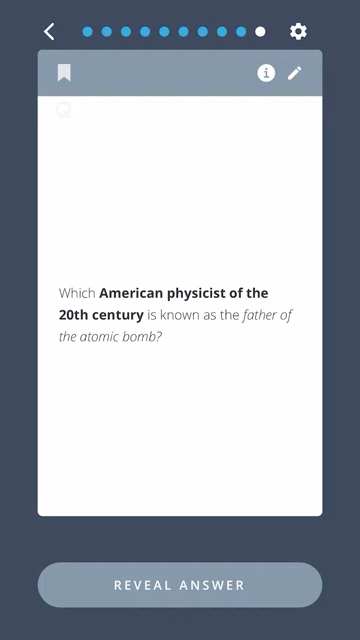 Q
Which American physicist of the
20th century is known as the father of
the atomic bomb?
REVEAL ANSWER